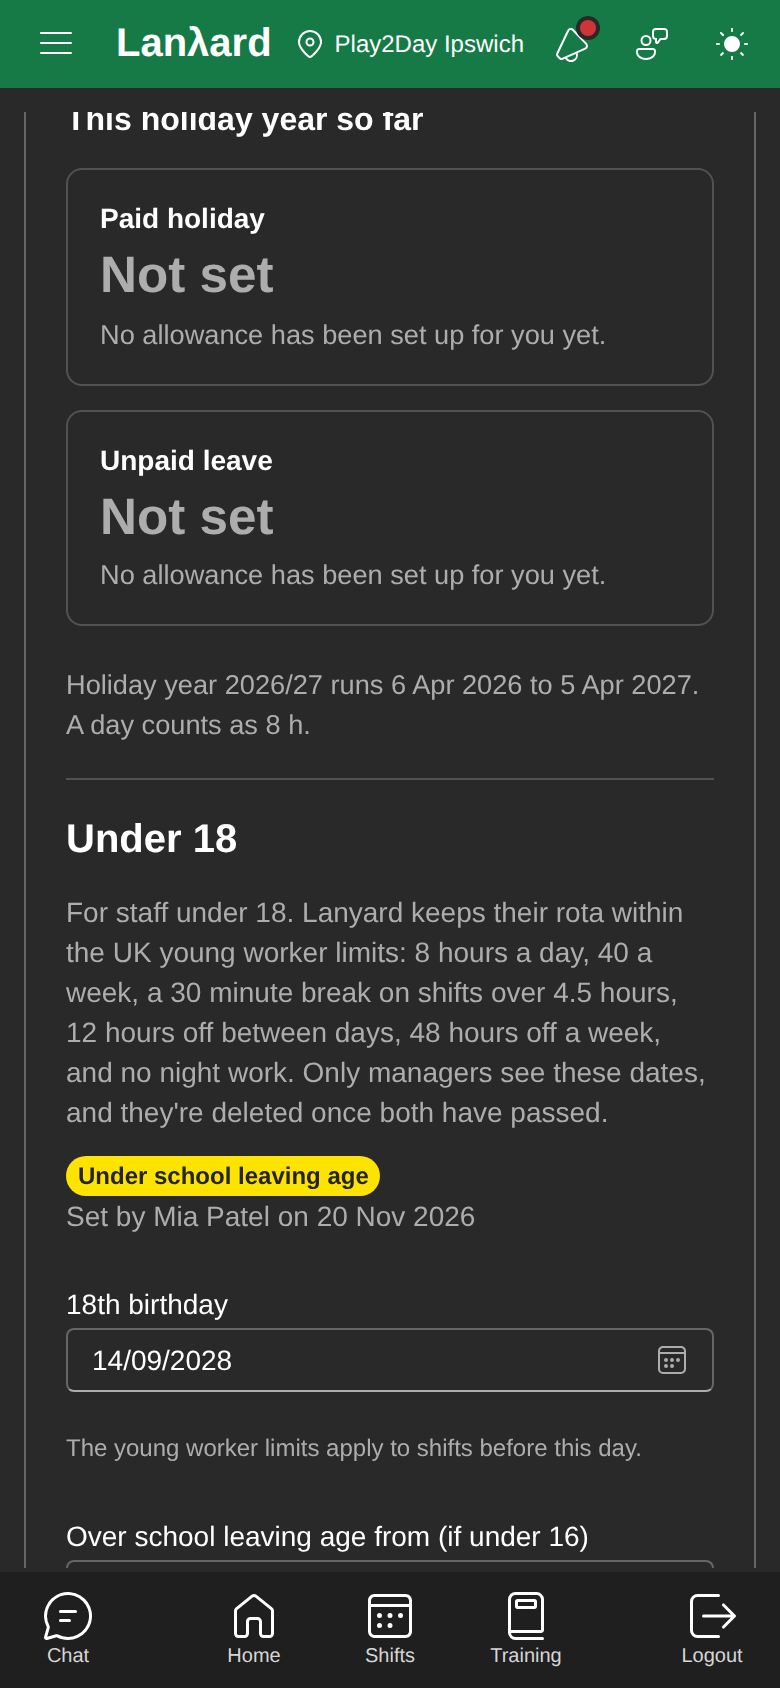 Lanλard
Play2Day Ipswich
This holiday year so far
Paid holiday
Not set
No allowance has been set up for you yet.
Unpaid leave
Not set
No allowance has been set up for you yet.
Holiday year 2026/27 runs 6 Apr 2026 to 5 Apr 2027.
A day counts as 8 h.
Under 18
For staff under 18. Lanyard keeps their rota within
the UK young worker limits: 8 hours a day, 40 a
week, a 30 minute break on shifts over 4.5 hours,
12 hours off between days, 48 hours off a week,
and no night work. Only managers see these dates,
and they're deleted once both have passed.
Under school leaving age
Set by Mia Patel on 20 Nov 2026
18th birthday
14/09/2028
The young worker limits apply to shifts before this day.
Over school leaving age from (if under 16)
Chat
Home
Shifts
Training
Logout